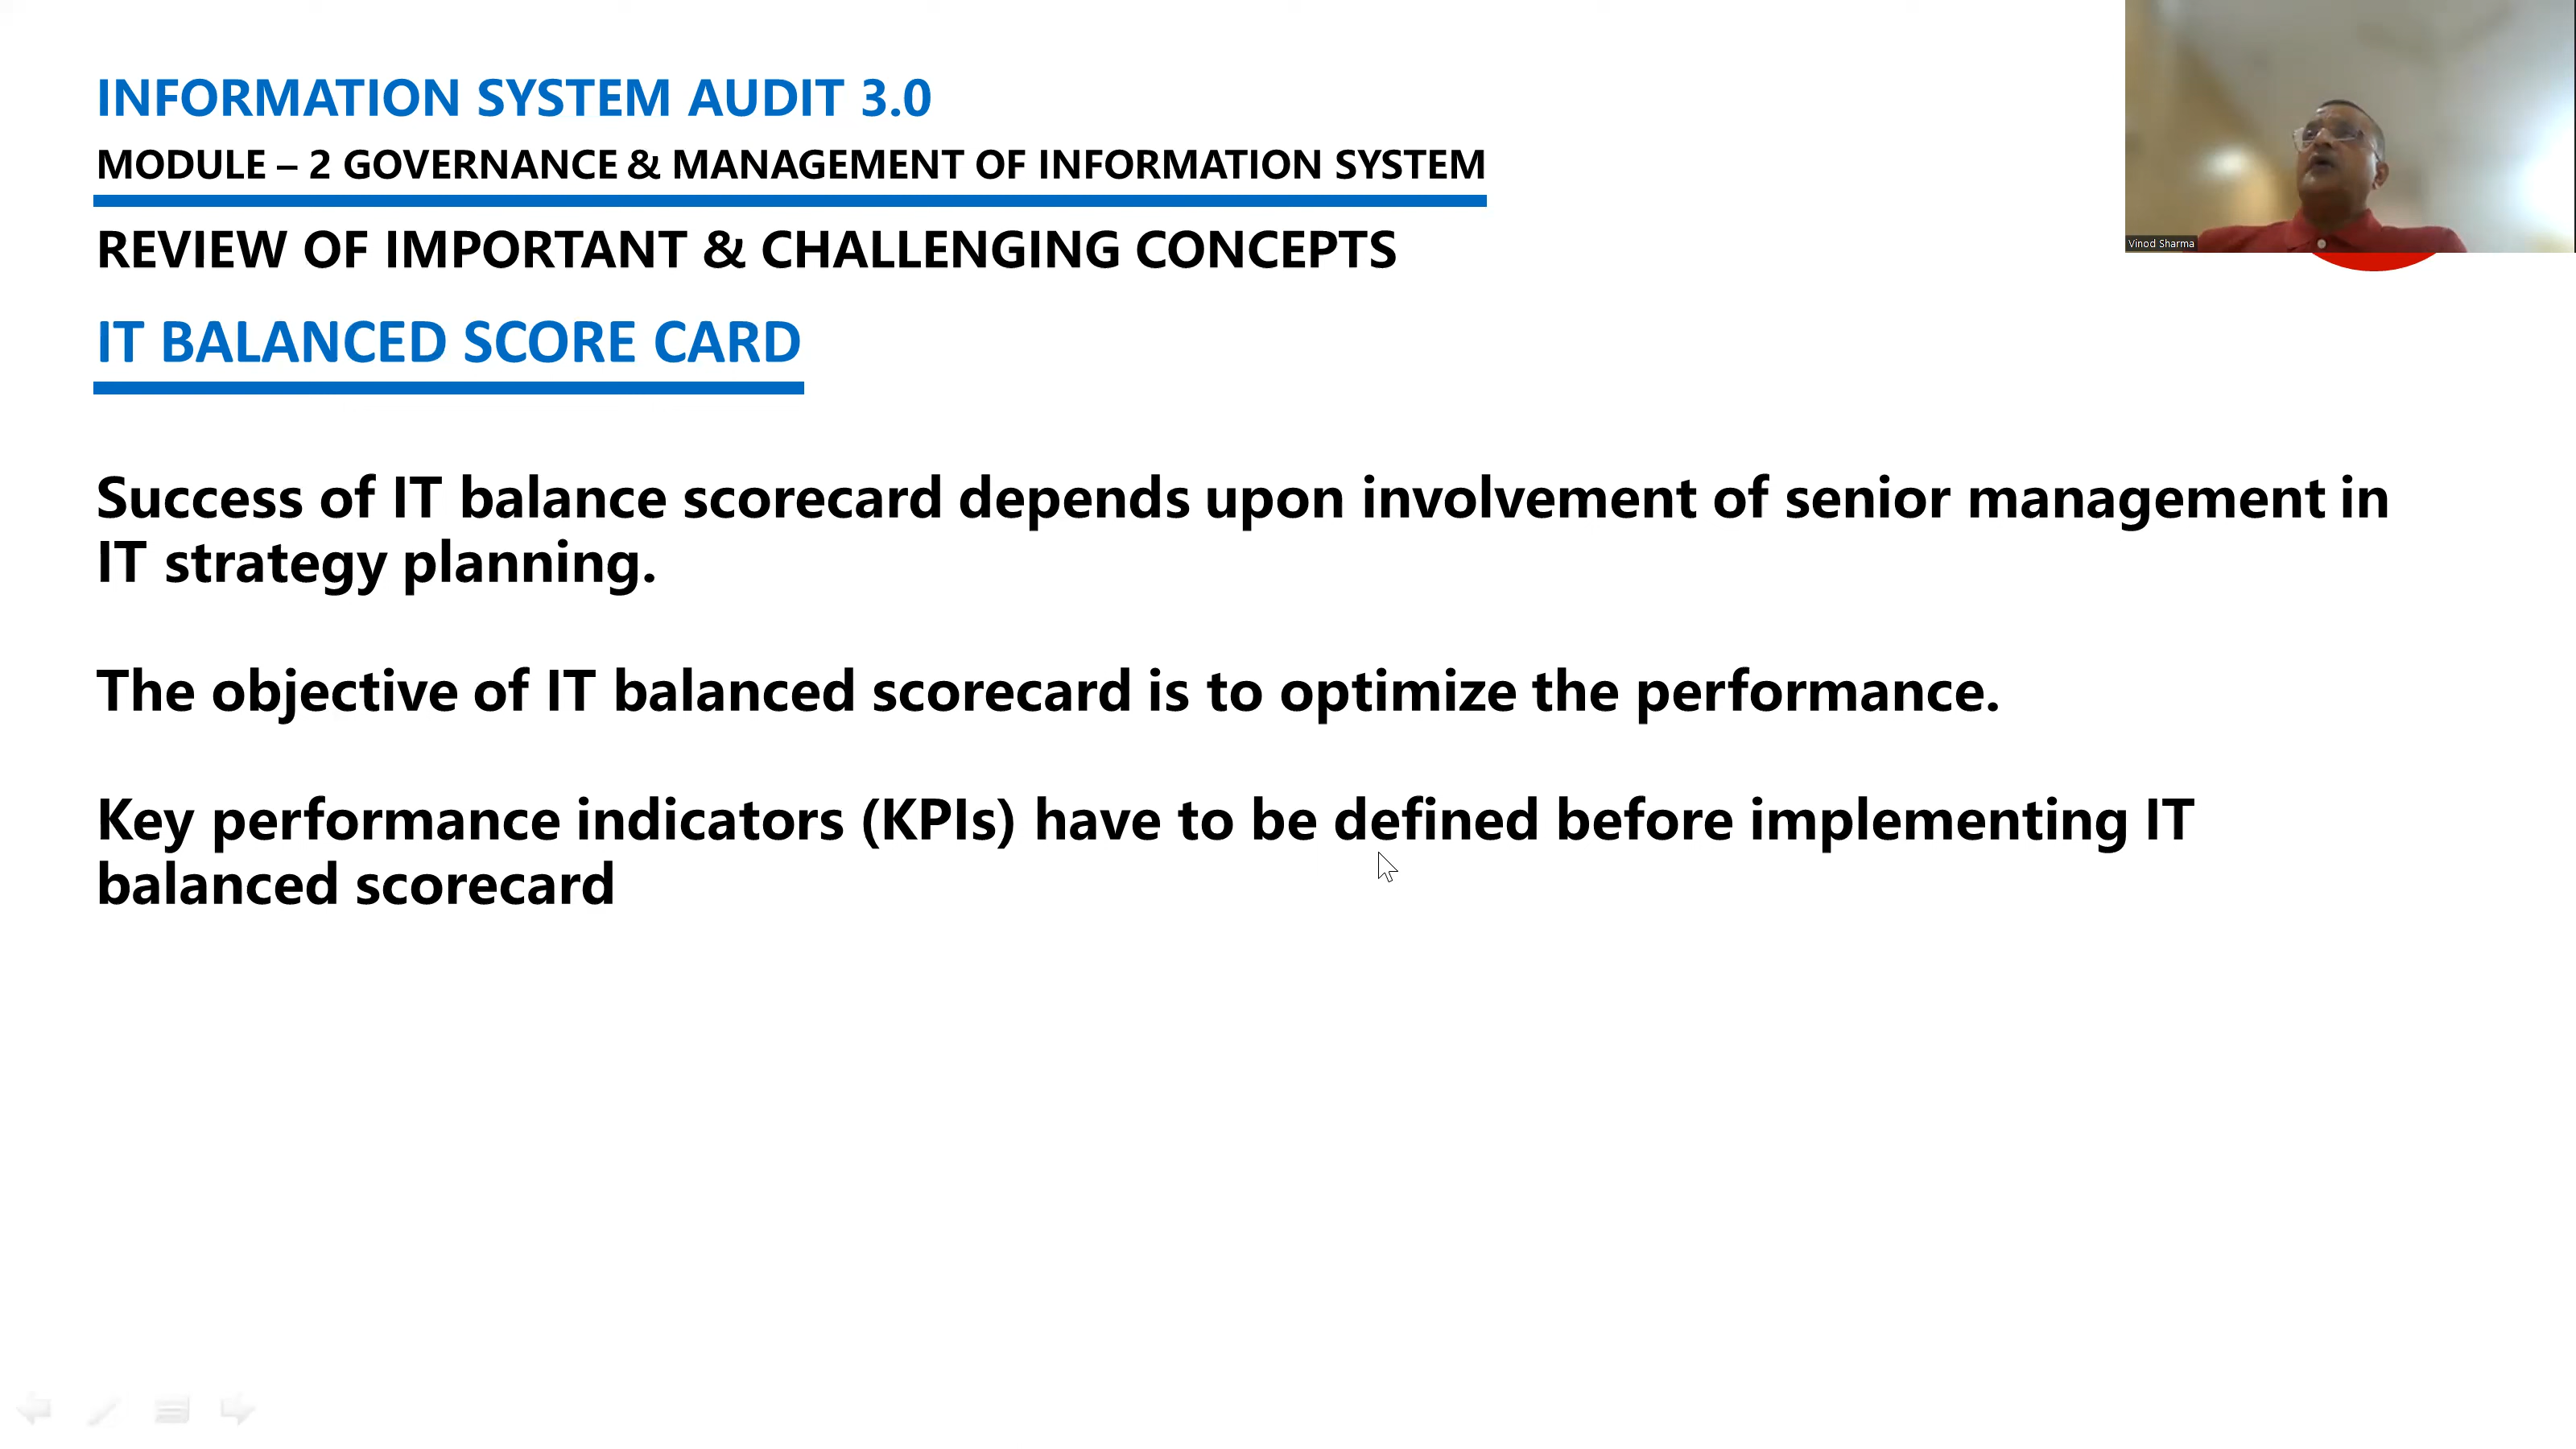 INFORMATION SYSTEM AUDIT 3.0
MODULE – 2 GOVERNANCE & MANAGEMENT OF INFORMATION SYSTEM
REVIEW OF IMPORTANT & CHALLENGING CONCEPTS
Vinod Sharma
IT BALANCED SCORE CARD
Success of IT balance scorecard depends upon involvement of senior management in
IT strategy planning.
The objective of IT balanced scorecard is to optimize the performance.
Key performance indicators (KPIs) have to be defined before implementing IT
balanced scorecard